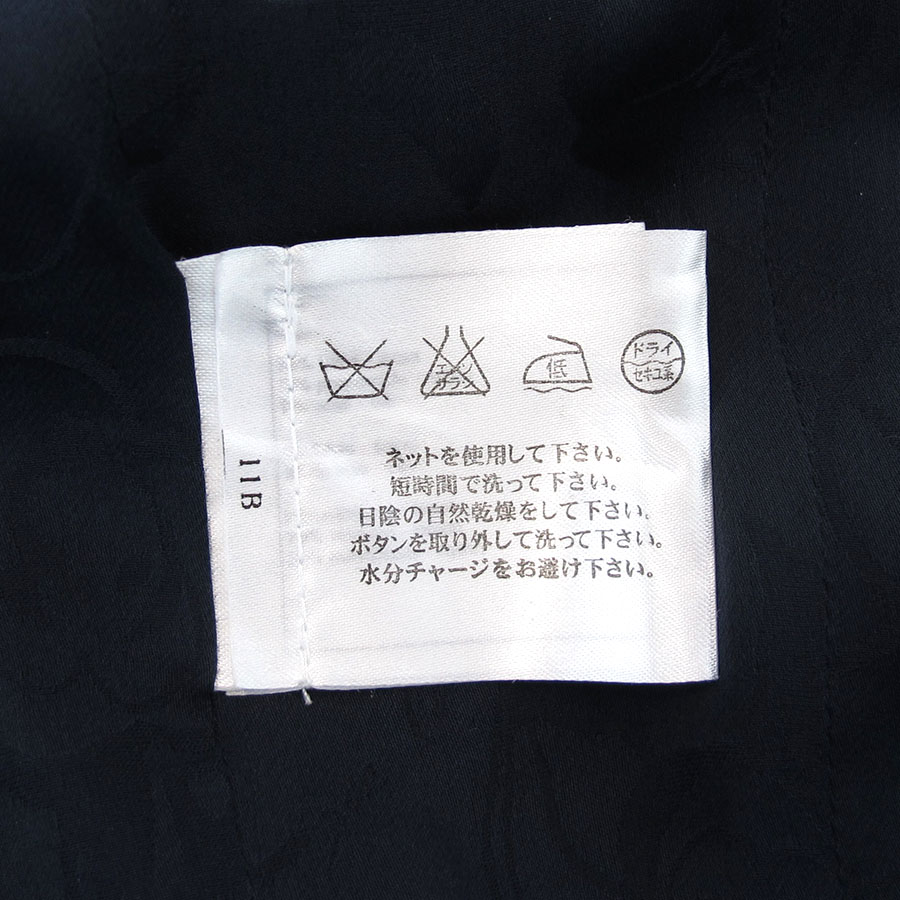 エンソ
サラシ
低
ドライ
セキユ系
ネットを使用して下さい。
短時間で洗って下さい。
日陰の自然乾燥をして下さい。
ボタンを取り外して洗って下さい。
水分チャージをお避け下さい。
11B